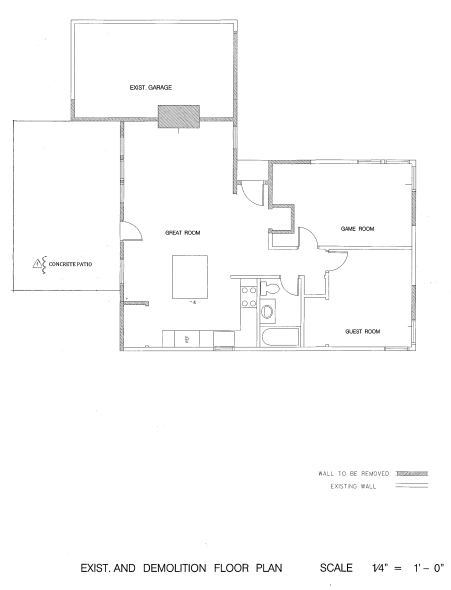 EXIST. GARAGE
GREAT ROOM
GAME ROOM
CONCRETE PATIO
REF
GUEST ROOM
WALL TO BE REMOVED
EXISTING WALL
EXIST. AND DEMOLITION FLOOR PLAN SCALE 1/4" = 1'-0"